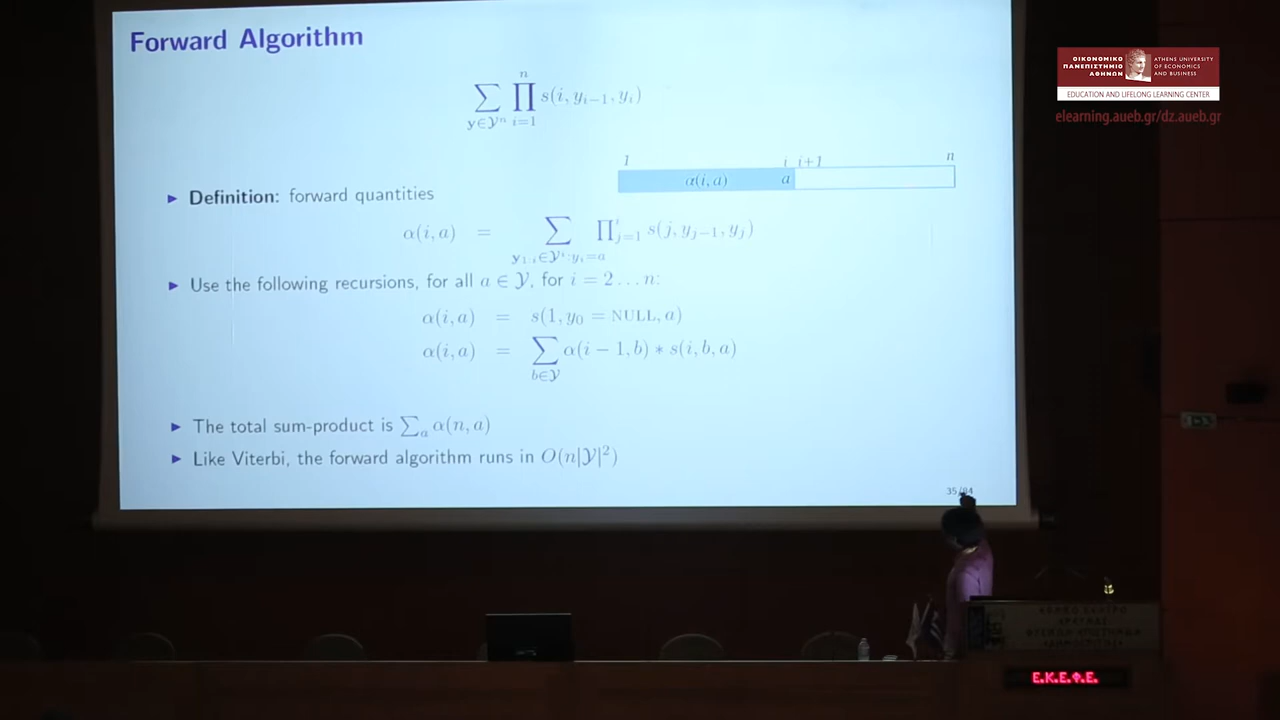 Forward Algorithm
∑_{y∈𝒴ⁿ} ∏_{i=1}^{n} s(i, y_{i−1}, y_i)
1 i i+1 n
α(i, a) a
▶ Definition: forward quantities
α(i, a) = ∑_{y_{1:i}∈𝒴^i:y_i=a} ∏_{j=1}^{i} s(j, y_{j−1}, y_j)
▶ Use the following recursions, for all a ∈ 𝒴, for i = 2…n:
α(i, a) = s(1, y_0 = NULL, a)
α(i, a) = ∑_{b∈𝒴} α(i − 1, b) ∗ s(i, b, a)
▶ The total sum-product is ∑_a α(n, a)
▶ Like Viterbi, the forward algorithm runs in O(n|𝒴|²)
35/84
ΟΙΚΟΝΟΜΙΚΟ
ΠΑΝΕΠΙΣΤΗΜΙΟ
ΑΘΗΝΩΝ
ATHENS UNIVERSITY
OF ECONOMICS
AND BUSINESS
EDUCATION AND LIFELONG LEARNING CENTER
elearning.aueb.gr/dz.aueb.gr
Ε.Κ.Ε.Φ.Ε.